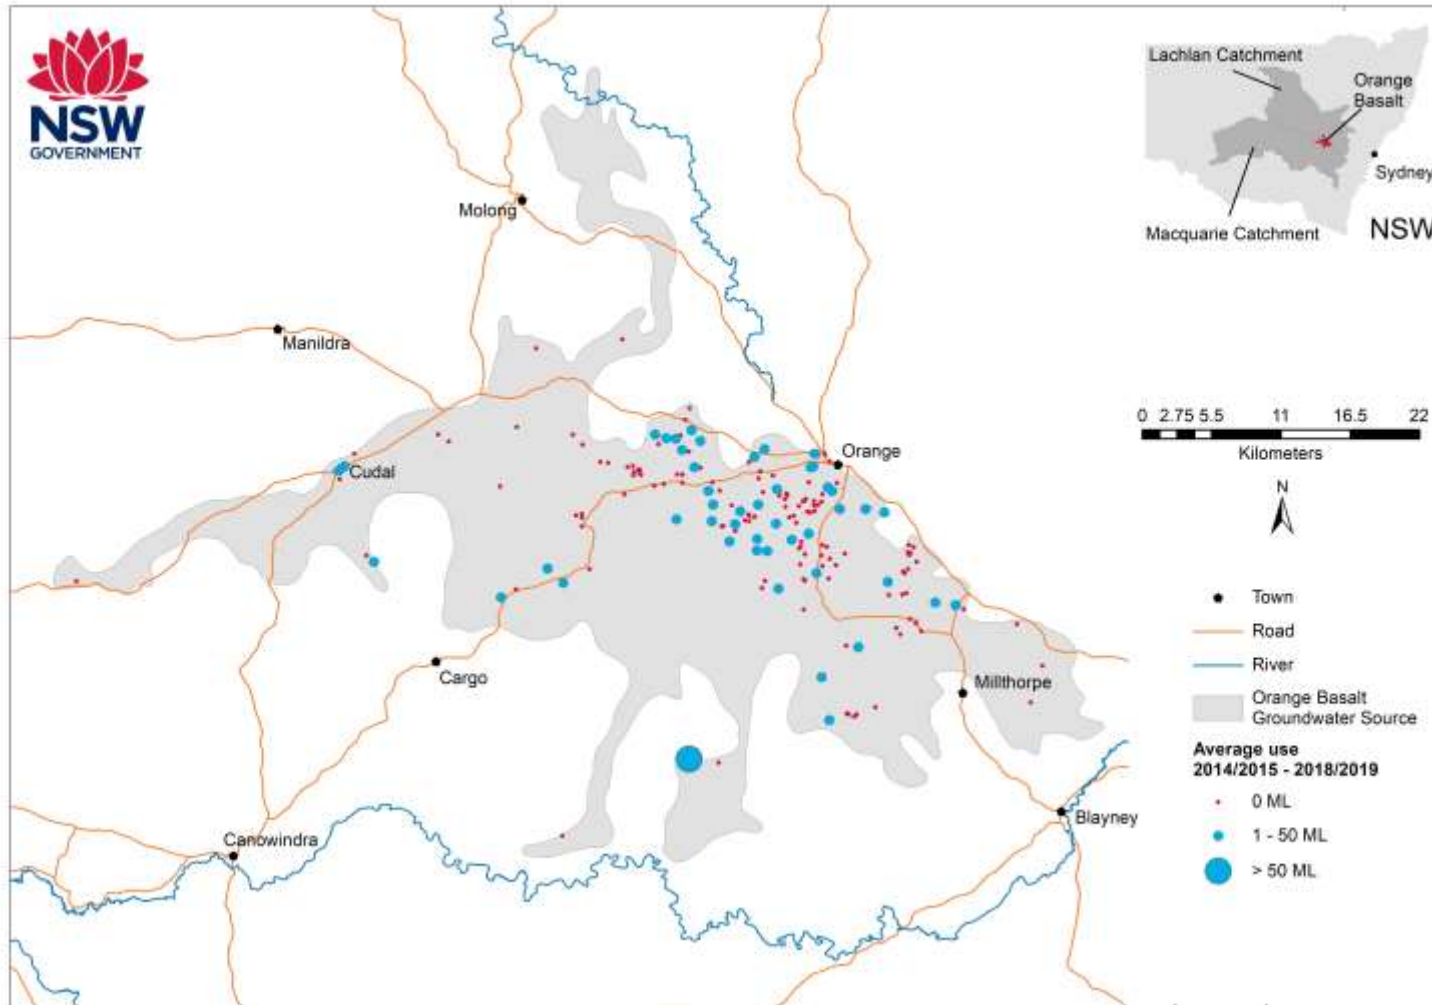 NSW
GOVERNMENT
Lachlan Catchment
Orange
Basalt
Sydney
NSW
Macquarie Catchment
Molong
Manildra
0 2.75 5.5 11 16.5 22
Kilometers
Orange
Cudal
N
Town
Road
River
Orange Basalt
Groundwater Source
Cargo
Millthorpe
Average use
2014/2015 - 2018/2019
0 ML
1 - 50 ML
> 50 ML
Blayney
Canowindra